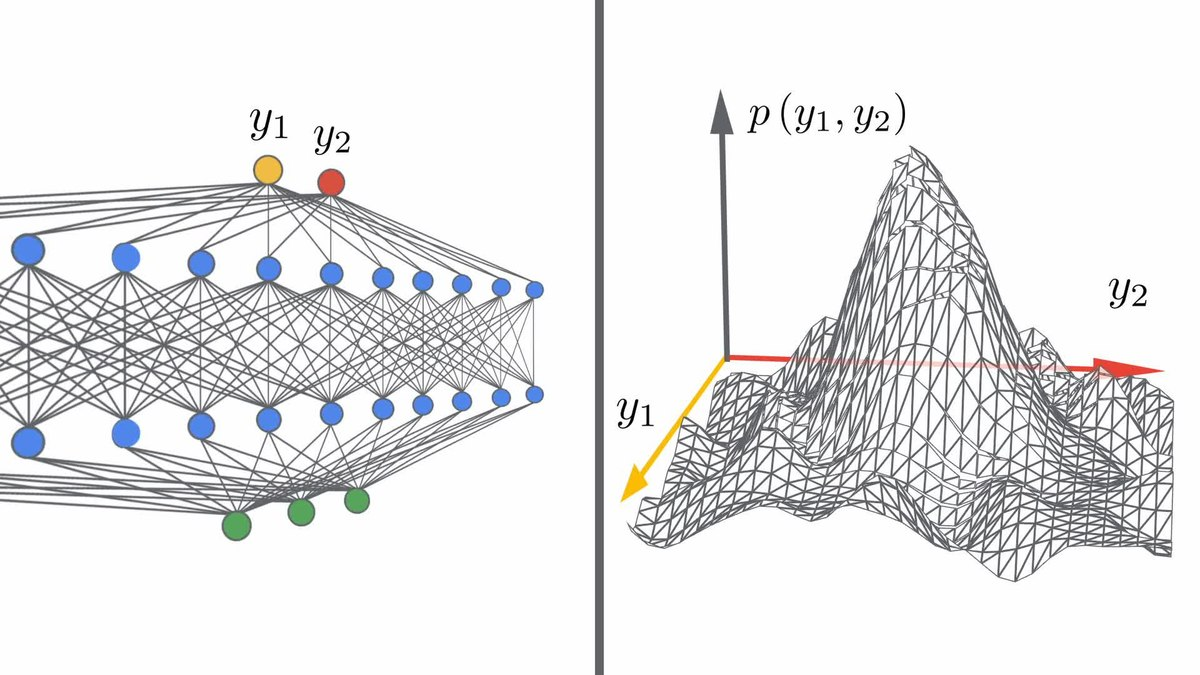 y₁
y₂
p (y₁, y₂)
y₂
y₁